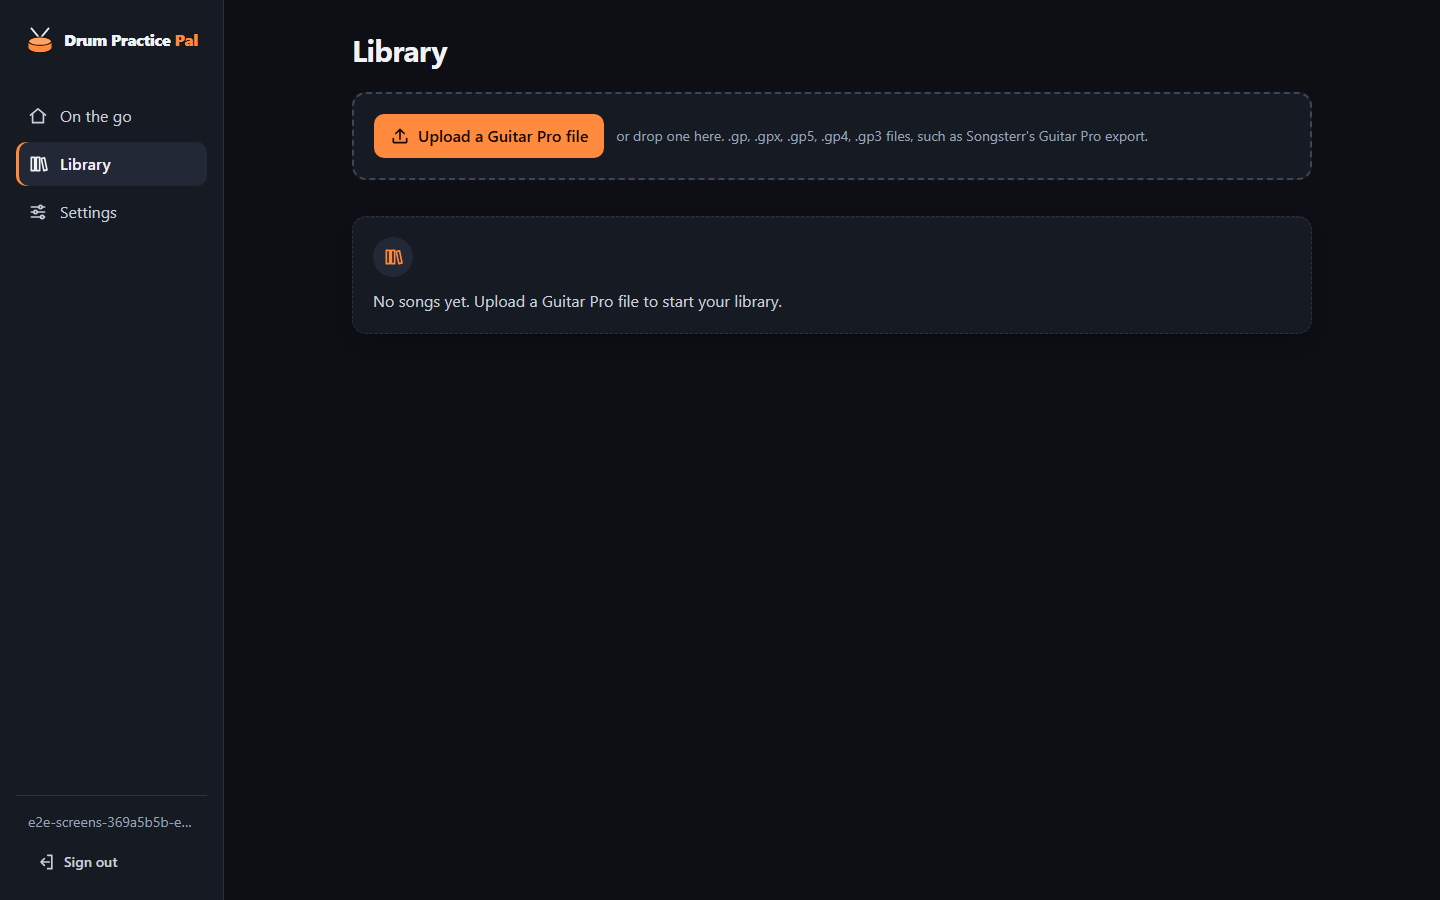 Drum Practice Pal
On the go
Library
Settings
e2e-screens-369a5b5b-e...
Sign out
Library
Upload a Guitar Pro file
or drop one here. .gp, .gpx, .gp5, .gp4, .gp3 files, such as Songsterr's Guitar Pro export.
No songs yet. Upload a Guitar Pro file to start your library.